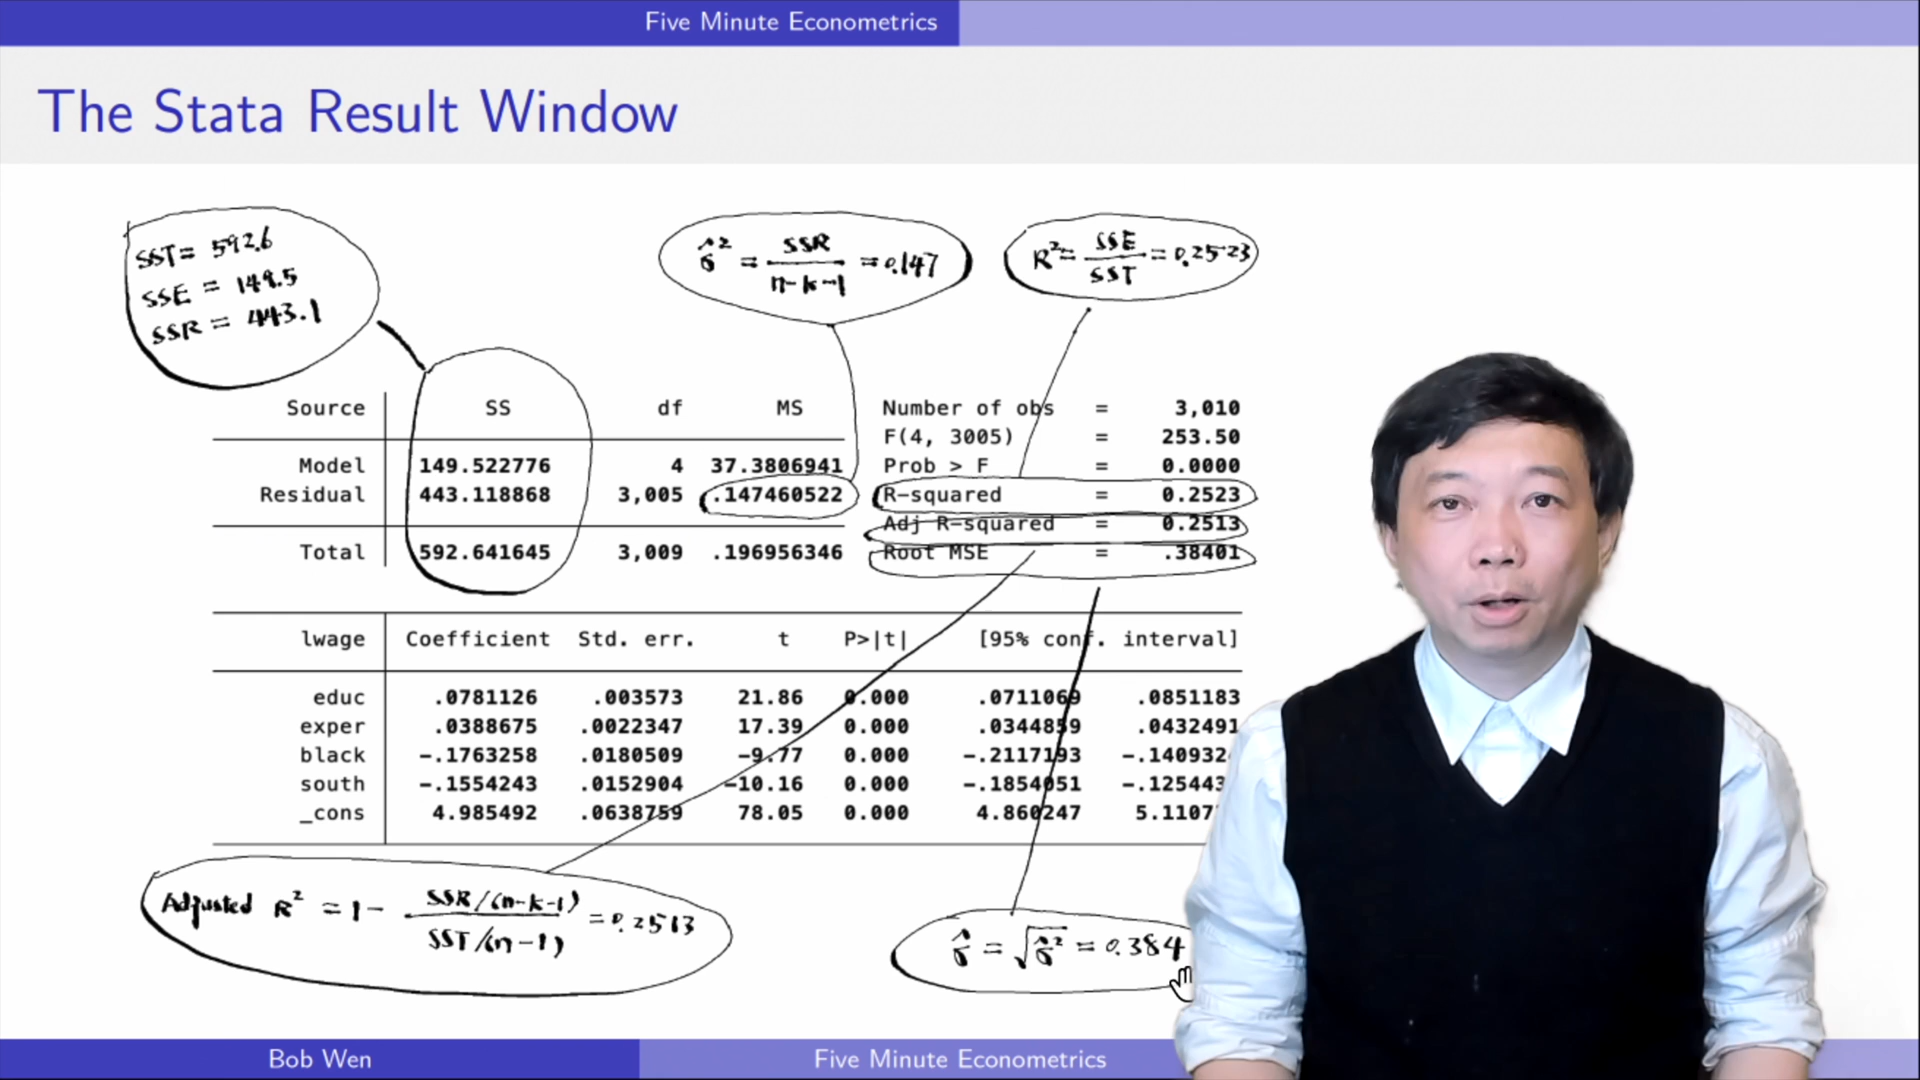 Five Minute Econometrics
The Stata Result Window
SST = 592.6
SSE = 149.5
SSR = 443.1
σ̂² = SSR / n-k-1 = 0.147
R² = SSE / SST = 0.2523
Source SS df MS Number of obs = 3,010
F(4, 3005) = 253.50
Model 149.522776 4 37.3806941 Prob > F = 0.0000
Residual 443.118868 3,005 .147460522 R-squared = 0.2523
Adj R-squared = 0.2513
Total 592.641645 3,009 .196956346 Root MSE = .38401
lwage Coefficient Std. err. t P>|t| [95% conf. interval]
educ .0781126 .003573 21.86 0.000 .0711069 .0851183
exper .0388675 .0022347 17.39 0.000 .0344859 .0432491
black -.1763258 .0180509 -9.77 0.000 -.2117193 -.140932
south -.1554243 .0152904 -10.16 0.000 -.1854051 -.125443
_cons 4.985492 .0638759 78.05 0.000 4.860247 5.1107
Adjusted R² = 1 - SSR/(n-k-1) / SST/(n-1) = 0.2513
σ̂ = √σ̂² = 0.384
Bob Wen Five Minute Econometrics